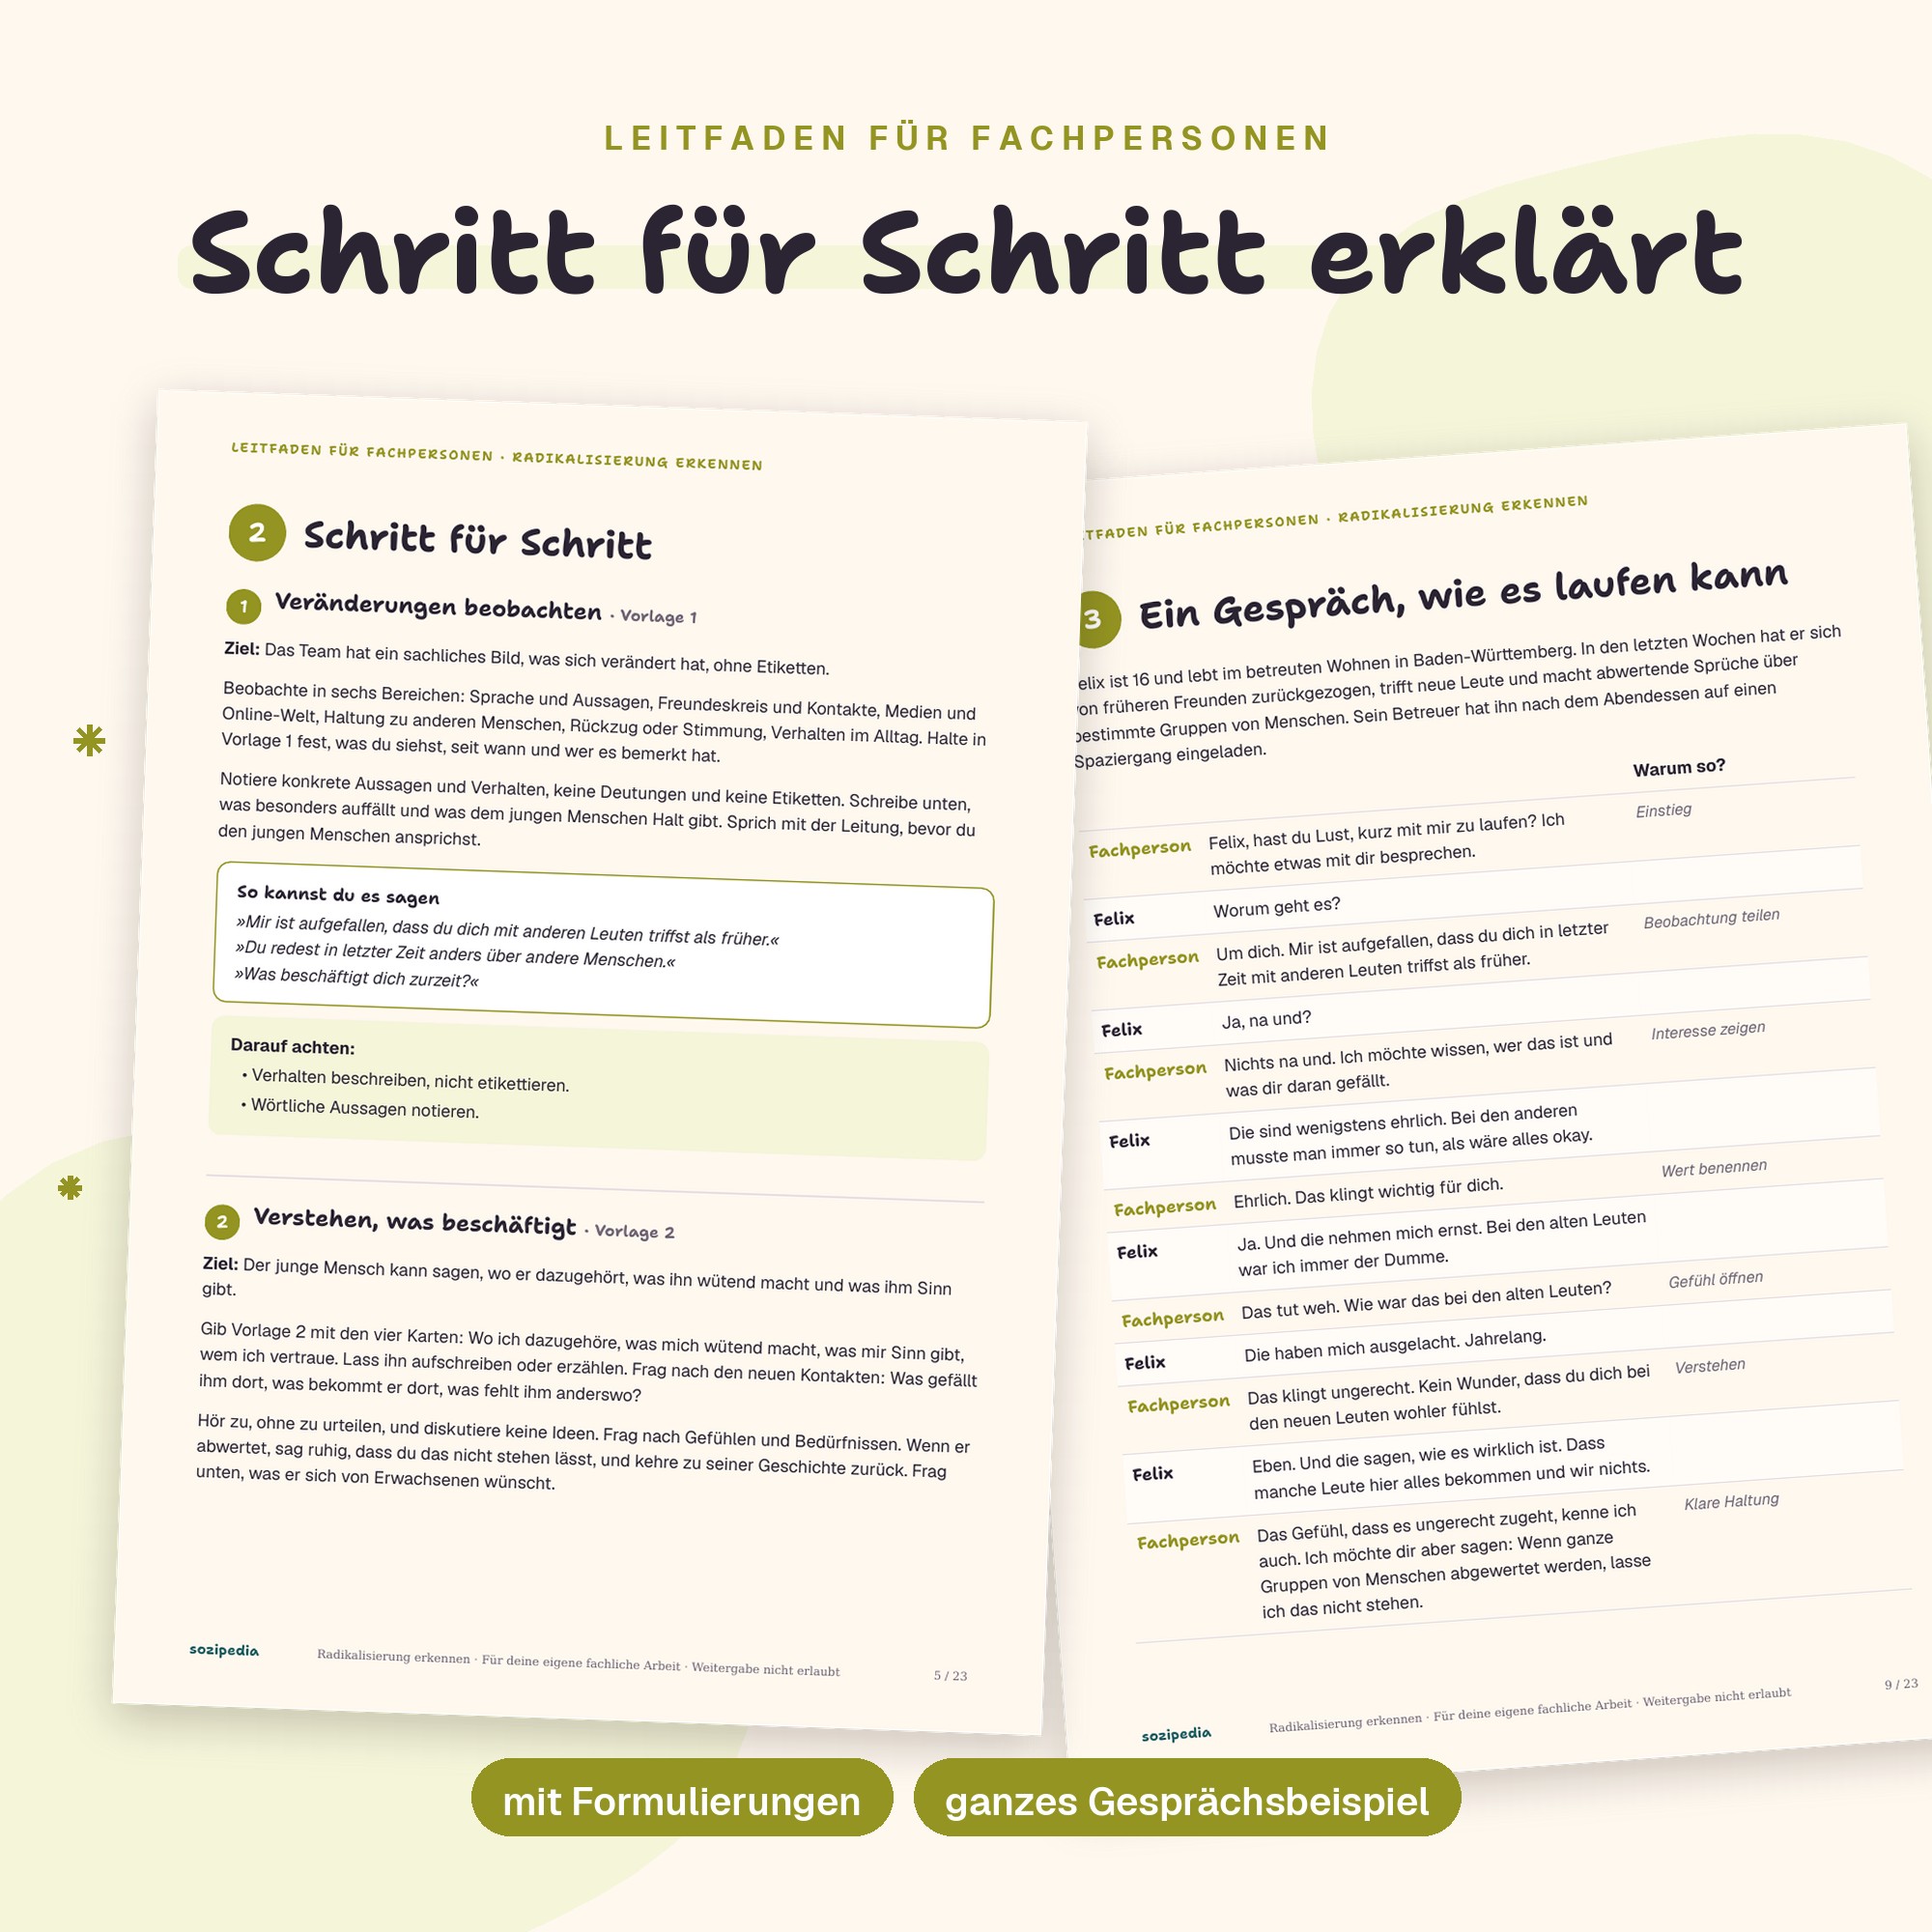 LEITFADEN FÜR FACHPERSONEN
Schritt für Schritt erklärt
LEITFADEN FÜR FACHPERSONEN · RADIKALISIERUNG ERKENNEN
2 Schritt für Schritt
1 Veränderungen beobachten · Vorlage 1
Ziel: Das Team hat ein sachliches Bild, was sich verändert hat, ohne Etiketten.
Beobachte in sechs Bereichen: Sprache und Aussagen, Freundeskreis und Kontakte, Medien und
Online-Welt, Haltung zu anderen Menschen, Rückzug oder Stimmung, Verhalten im Alltag. Halte in
Vorlage 1 fest, was du siehst, seit wann und wer es bemerkt hat.
Notiere konkrete Aussagen und Verhalten, keine Deutungen und keine Etiketten. Schreibe unten,
was besonders auffällt und was dem jungen Menschen Halt gibt. Sprich mit der Leitung, bevor du
den jungen Menschen ansprichst.
So kannst du es sagen
»Mir ist aufgefallen, dass du dich mit anderen Leuten triffst als früher.«
»Du redest in letzter Zeit anders über andere Menschen.«
»Was beschäftigt dich zurzeit?«
Darauf achten:
• Verhalten beschreiben, nicht etikettieren.
• Wörtliche Aussagen notieren.
2 Verstehen, was beschäftigt · Vorlage 2
Ziel: Der junge Mensch kann sagen, wo er dazugehört, was ihn wütend macht und was ihm Sinn
gibt.
Gib Vorlage 2 mit den vier Karten: Wo ich dazugehöre, was mich wütend macht, was mir Sinn gibt,
wem ich vertraue. Lass ihn aufschreiben oder erzählen. Frag nach den neuen Kontakten: Was gefällt
ihm dort, was bekommt er dort, was fehlt ihm anderswo?
Hör zu, ohne zu urteilen, und diskutiere keine Ideen. Frag nach Gefühlen und Bedürfnissen. Wenn er
abwertet, sag ruhig, dass du das nicht stehen lässt, und kehre zu seiner Geschichte zurück. Frag
unten, was er sich von Erwachsenen wünscht.
sozipedia Radikalisierung erkennen · Für deine eigene fachliche Arbeit · Weitergabe nicht erlaubt 5 / 23
TFADEN FÜR FACHPERSONEN · RADIKALISIERUNG ERKENNEN
3 Ein Gespräch, wie es laufen kann
elix ist 16 und lebt im betreuten Wohnen in Baden-Württemberg. In den letzten Wochen hat er sich
on früheren Freunden zurückgezogen, trifft neue Leute und macht abwertende Sprüche über
bestimmte Gruppen von Menschen. Sein Betreuer hat ihn nach dem Abendessen auf einen
Spaziergang eingeladen.
Warum so?
Fachperson Felix, hast du Lust, kurz mit mir zu laufen? Ich Einstieg
möchte etwas mit dir besprechen.
Felix Worum geht es?
Fachperson Um dich. Mir ist aufgefallen, dass du dich in letzter Beobachtung teilen
Zeit mit anderen Leuten triffst als früher.
Felix Ja, na und?
Fachperson Nichts na und. Ich möchte wissen, wer das ist und Interesse zeigen
was dir daran gefällt.
Felix Die sind wenigstens ehrlich. Bei den anderen
musste man immer so tun, als wäre alles okay.
Fachperson Ehrlich. Das klingt wichtig für dich. Wert benennen
Felix Ja. Und die nehmen mich ernst. Bei den alten Leuten
war ich immer der Dumme.
Fachperson Das tut weh. Wie war das bei den alten Leuten? Gefühl öffnen
Felix Die haben mich ausgelacht. Jahrelang.
Fachperson Das klingt ungerecht. Kein Wunder, dass du dich bei Verstehen
den neuen Leuten wohler fühlst.
Felix Eben. Und die sagen, wie es wirklich ist. Dass
manche Leute hier alles bekommen und wir nichts.
Fachperson Das Gefühl, dass es ungerecht zugeht, kenne ich Klare Haltung
auch. Ich möchte dir aber sagen: Wenn ganze
Gruppen von Menschen abgewertet werden, lasse
ich das nicht stehen.
sozipedia Radikalisierung erkennen · Für deine eigene fachliche Arbeit · Weitergabe nicht erlaubt 9 / 23
mit Formulierungen
ganzes Gesprächsbeispiel